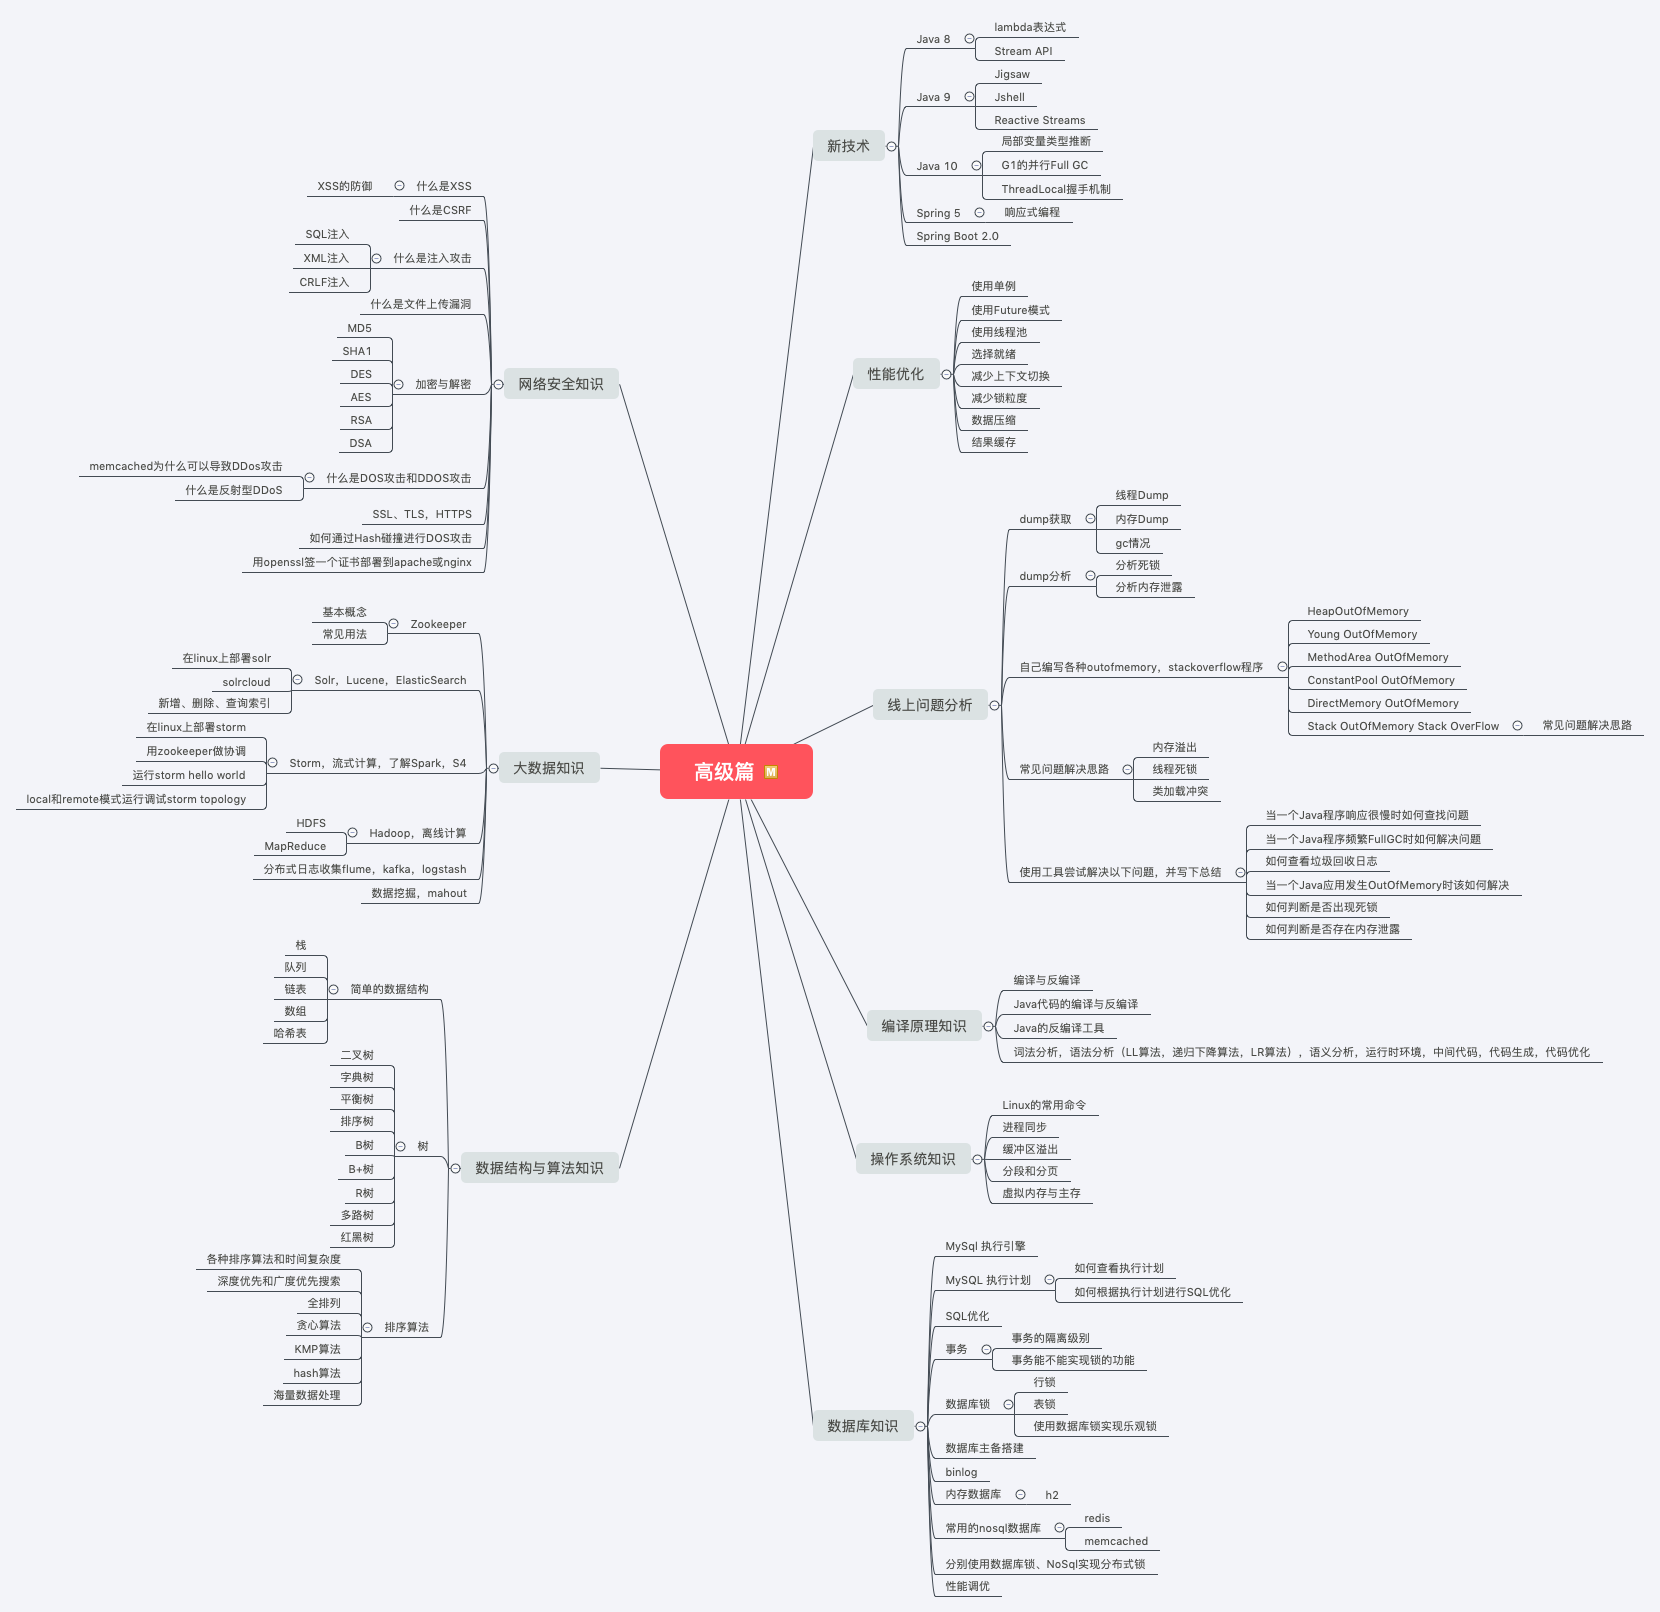 高级篇
M
新技术
Java 8
lambda表达式
Stream API
Java 9
Jigsaw
Jshell
Reactive Streams
Java 10
局部变量类型推断
G1的并行Full GC
ThreadLocal握手机制
Spring 5
响应式编程
Spring Boot 2.0
性能优化
使用单例
使用Future模式
使用线程池
选择就绪
减少上下文切换
减少锁粒度
数据压缩
结果缓存
线上问题分析
dump获取
线程Dump
内存Dump
gc情况
dump分析
分析死锁
分析内存泄露
自己编写各种outofmemory，stackoverflow程序
HeapOutOfMemory
Young OutOfMemory
MethodArea OutOfMemory
ConstantPool OutOfMemory
DirectMemory OutOfMemory
Stack OutOfMemory Stack OverFlow
常见问题解决思路
常见问题解决思路
内存溢出
线程死锁
类加载冲突
使用工具尝试解决以下问题，并写下总结
当一个Java程序响应很慢时如何查找问题
当一个Java程序频繁FullGC时如何解决问题
如何查看垃圾回收日志
当一个Java应用发生OutOfMemory时该如何解决
如何判断是否出现死锁
如何判断是否存在内存泄露
编译原理知识
编译与反编译
Java代码的编译与反编译
Java的反编译工具
词法分析，语法分析（LL算法，递归下降算法，LR算法），语义分析，运行时环境，中间代码，代码生成，代码优化
操作系统知识
Linux的常用命令
进程同步
缓冲区溢出
分段和分页
虚拟内存与主存
数据库知识
MySql 执行引擎
MySQL 执行计划
如何查看执行计划
如何根据执行计划进行SQL优化
SQL优化
事务
事务的隔离级别
事务能不能实现锁的功能
数据库锁
行锁
表锁
使用数据库锁实现乐观锁
数据库主备搭建
binlog
内存数据库
h2
常用的nosql数据库
redis
memcached
分别使用数据库锁、NoSql实现分布式锁
性能调优
网络安全知识
什么是XSS
XSS的防御
什么是CSRF
什么是注入攻击
SQL注入
XML注入
CRLF注入
什么是文件上传漏洞
加密与解密
MD5
SHA1
DES
AES
RSA
DSA
什么是DOS攻击和DDOS攻击
memcached为什么可以导致DDos攻击
什么是反射型DDoS
SSL、TLS，HTTPS
如何通过Hash碰撞进行DOS攻击
用openssl签一个证书部署到apache或nginx
大数据知识
Zookeeper
基本概念
常见用法
Solr，Lucene，ElasticSearch
在linux上部署solr
solrcloud
新增、删除、查询索引
Storm，流式计算，了解Spark，S4
在linux上部署storm
用zookeeper做协调
运行storm hello world
local和remote模式运行调试storm topology
Hadoop，离线计算
HDFS
MapReduce
分布式日志收集flume，kafka，logstash
数据挖掘，mahout
数据结构与算法知识
简单的数据结构
栈
队列
链表
数组
哈希表
树
二叉树
字典树
平衡树
排序树
B树
B+树
R树
多路树
红黑树
排序算法
各种排序算法和时间复杂度
深度优先和广度优先搜索
全排列
贪心算法
KMP算法
hash算法
海量数据处理